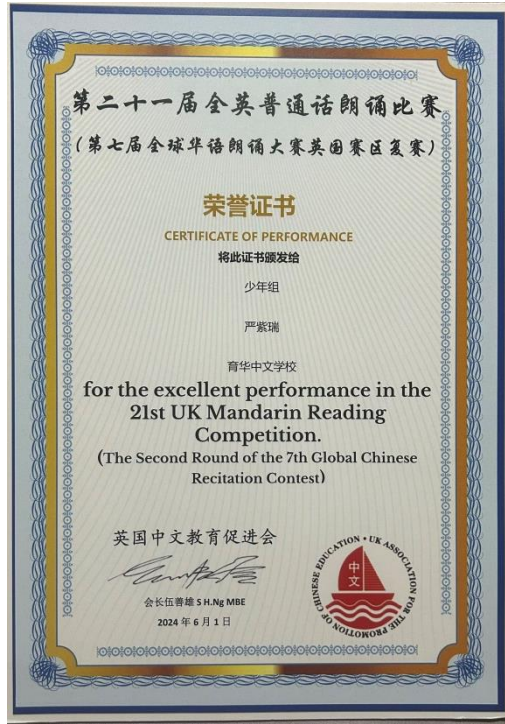 第二十一届全英普通话朗诵比赛
(第七届全球华语朗诵大赛英国赛区复赛)
荣誉证书
CERTIFICATE OF PERFORMANCE
将此证书颁发给
少年组
严紫瑞
育华中文学校
for the excellent performance in the
21st UK Mandarin Reading
Competition.
(The Second Round of the 7th Global Chinese
Recitation Contest)
英国中文教育促进会
会长伍善雄 S H.Ng MBE
2024 年 6 月 1 日
UK ASSOCIATION FOR THE PROMOTION OF CHINESE EDUCATION
中文